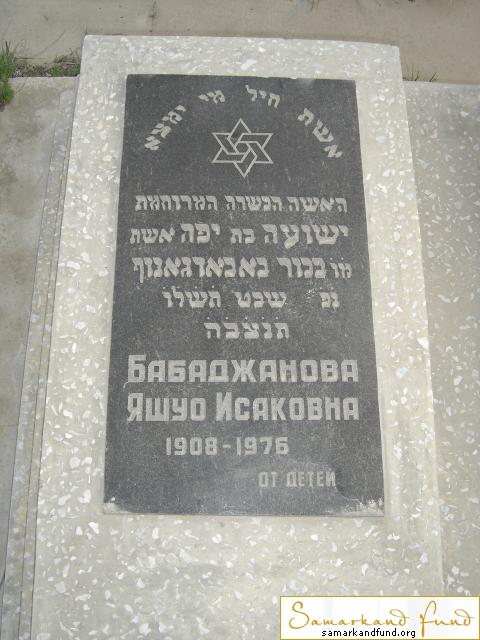 אשת חיל מי ימצא
האשה הכשרה המרוחמת
ישועה בת יפה אשת
מו בכור באבאדגאנוף
נפ שבט תשלו
תנצבה
БАБАДЖАНОВА
ЯШУО ИСАКОВНА
1908-1976
ОТ ДЕТЕЙ
Samarkand Fund
samarkandfund.org